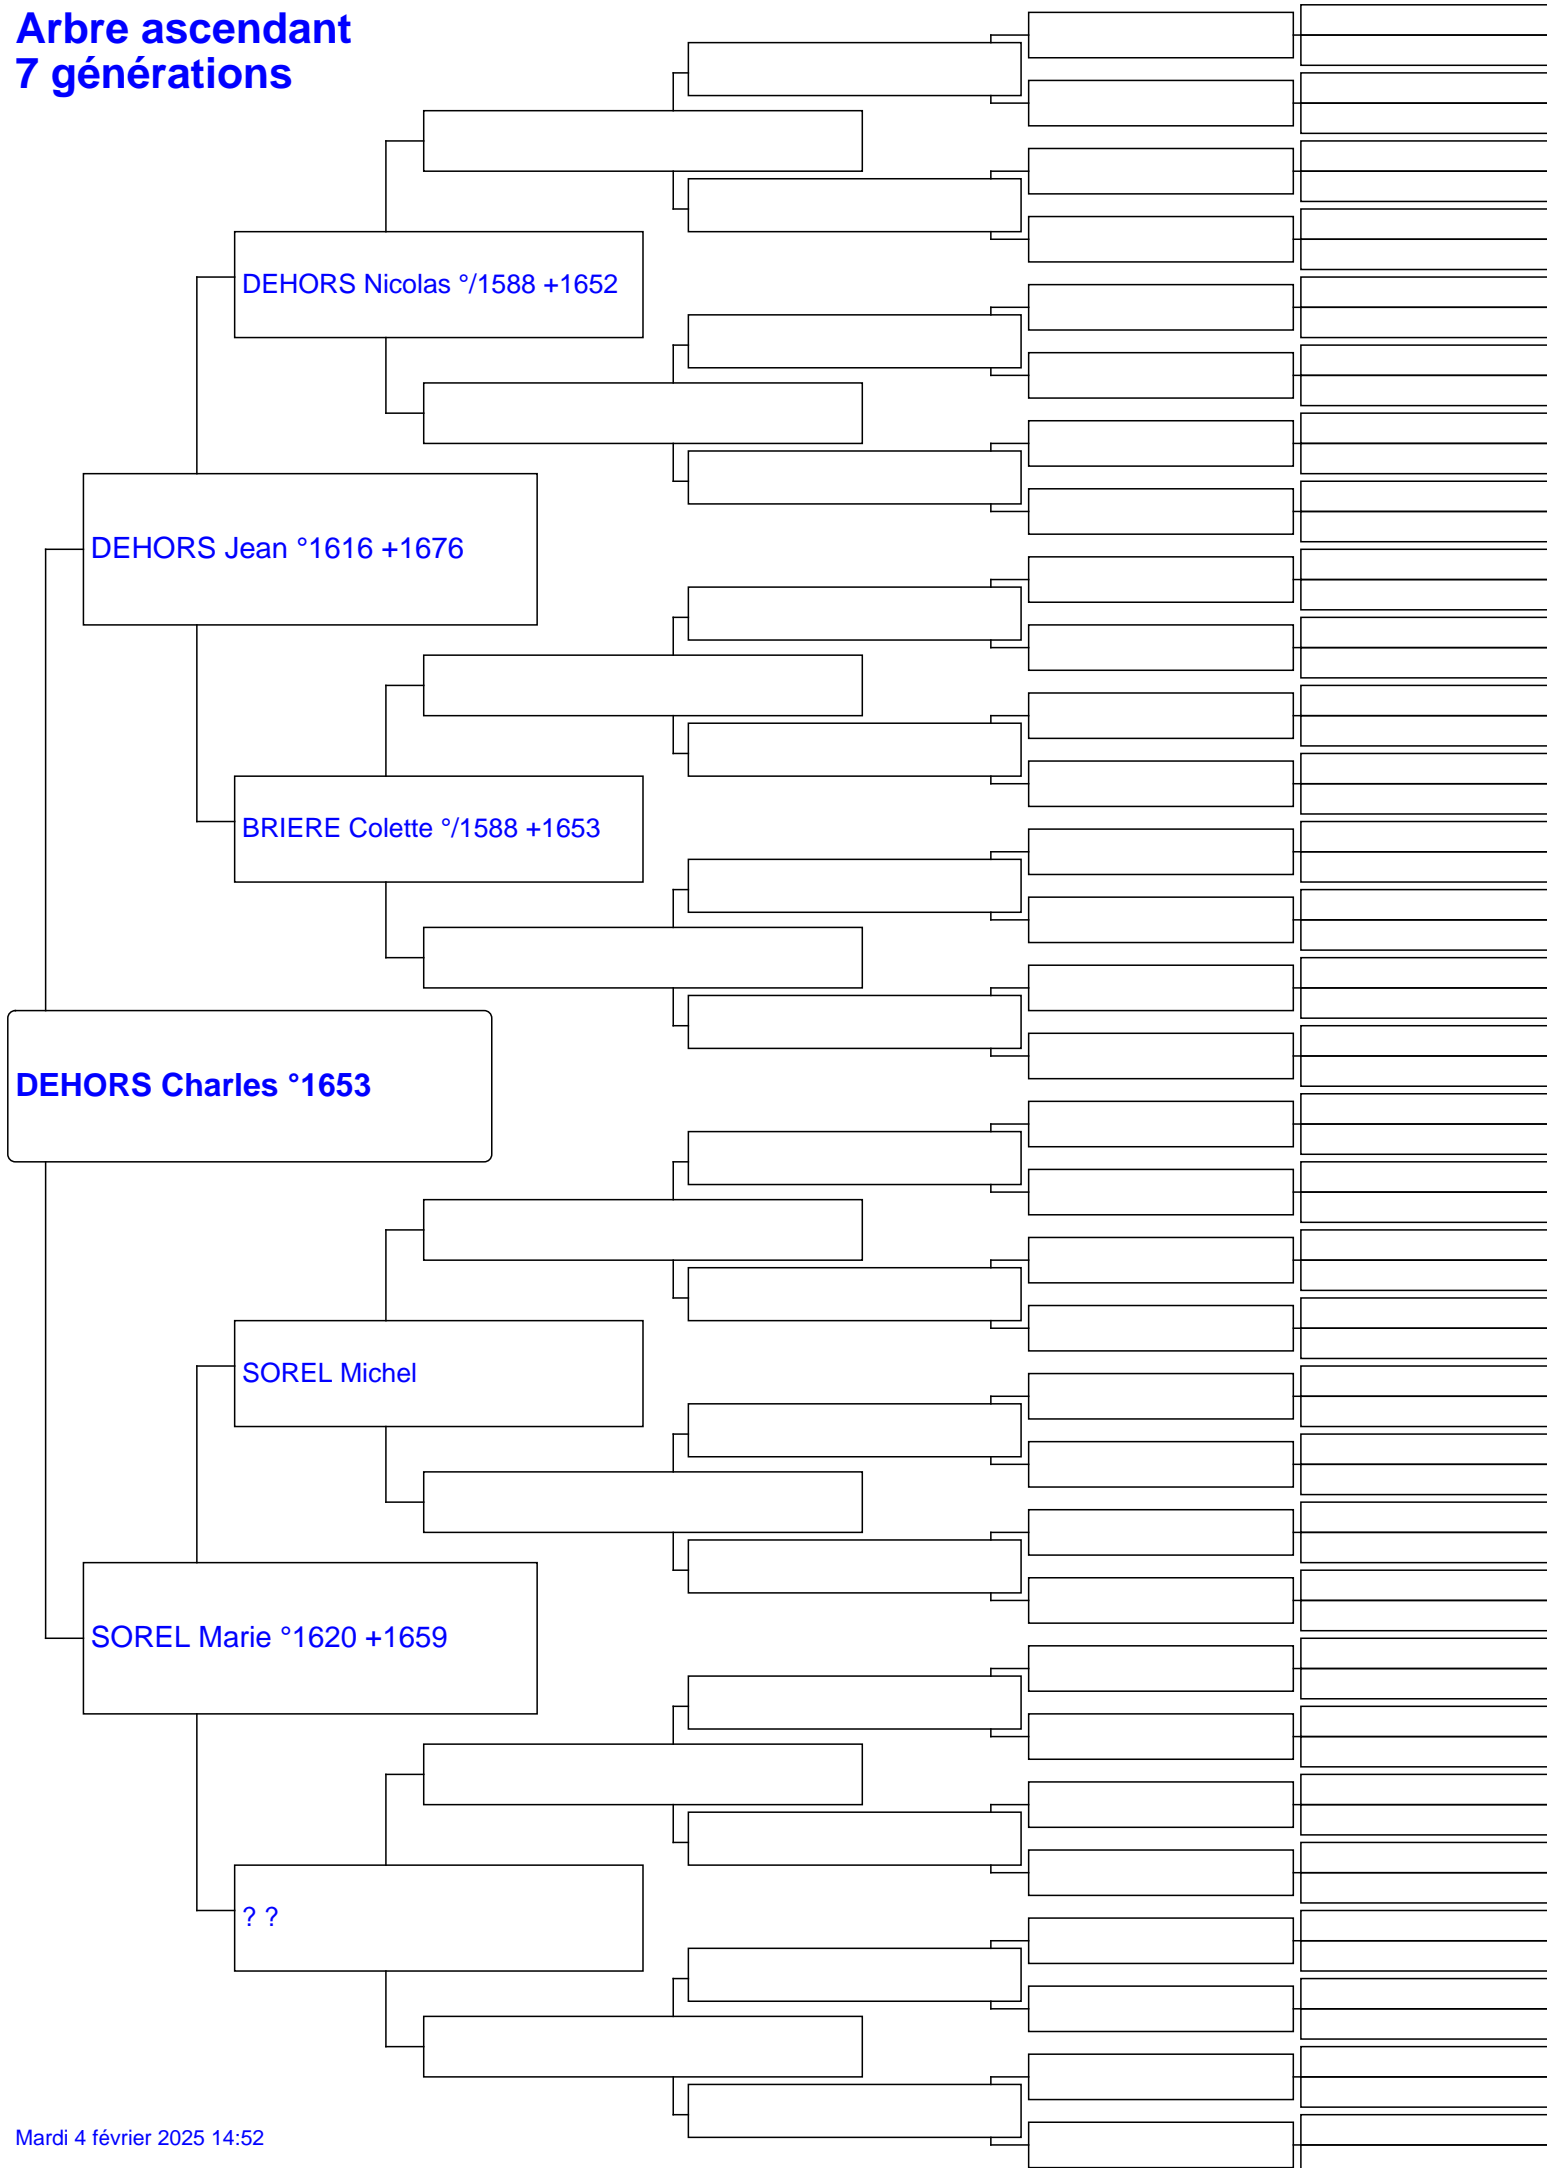 Arbre ascendant
7 générations
DEHORS Nicolas °/1588 +1652
DEHORS Jean °1616 +1676
BRIERE Colette °/1588 +1653
DEHORS Charles °1653
SOREL Michel
SOREL Marie °1620 +1659
? ?
Mardi 4 février 2025 14:52